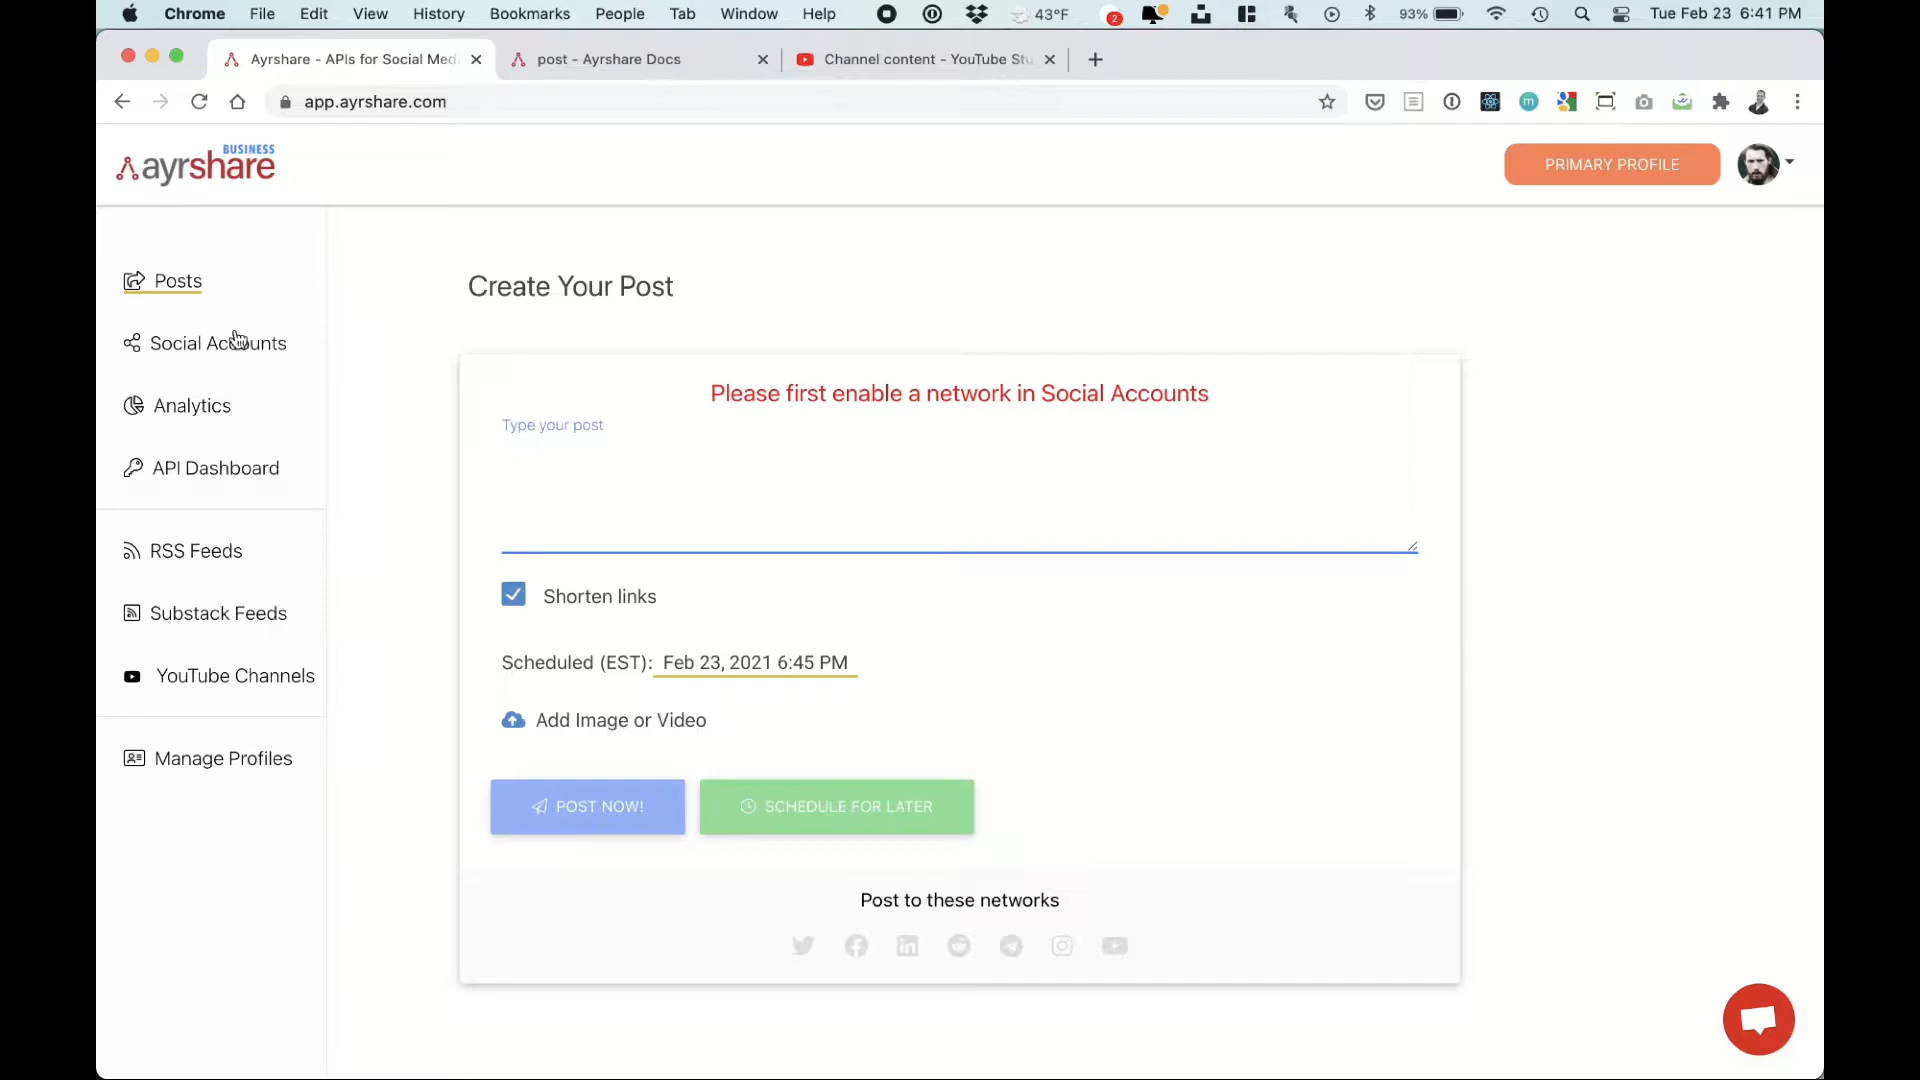 Chrome File Edit View History Bookmarks People Tab Window Help 43°F 2 93% Tue Feb 23 6:41 PM
Ayrshare - APIs for Social Med post - Ayrshare Docs Channel content - YouTube Stu
app.ayrshare.com
BUSINESS
ayrshare
PRIMARY PROFILE
Posts
Social Accounts
Analytics
API Dashboard
RSS Feeds
Substack Feeds
YouTube Channels
Manage Profiles
Create Your Post
Please first enable a network in Social Accounts
Type your post
Shorten links
Scheduled (EST): Feb 23, 2021 6:45 PM
Add Image or Video
POST NOW! SCHEDULE FOR LATER
Post to these networks